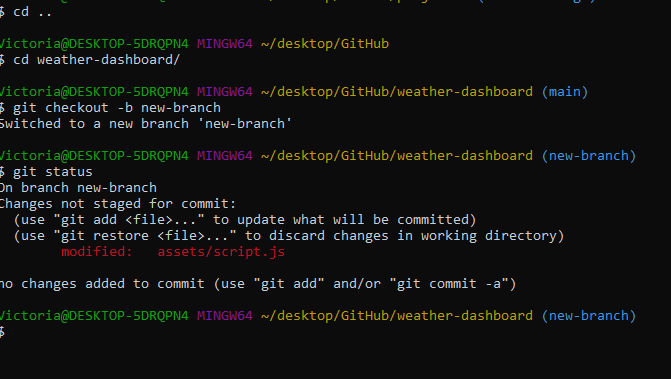 $ cd ..
Victoria@DESKTOP-5DRQPN4 MINGW64 ~/desktop/GitHub
$ cd weather-dashboard/
Victoria@DESKTOP-5DRQPN4 MINGW64 ~/desktop/GitHub/weather-dashboard (main)
$ git checkout -b new-branch
Switched to a new branch 'new-branch'
Victoria@DESKTOP-5DRQPN4 MINGW64 ~/desktop/GitHub/weather-dashboard (new-branch)
$ git status
On branch new-branch
Changes not staged for commit:
(use "git add <file>..." to update what will be committed)
(use "git restore <file>..." to discard changes in working directory)
modified: assets/script.js
no changes added to commit (use "git add" and/or "git commit -a")
Victoria@DESKTOP-5DRQPN4 MINGW64 ~/desktop/GitHub/weather-dashboard (new-branch)
$